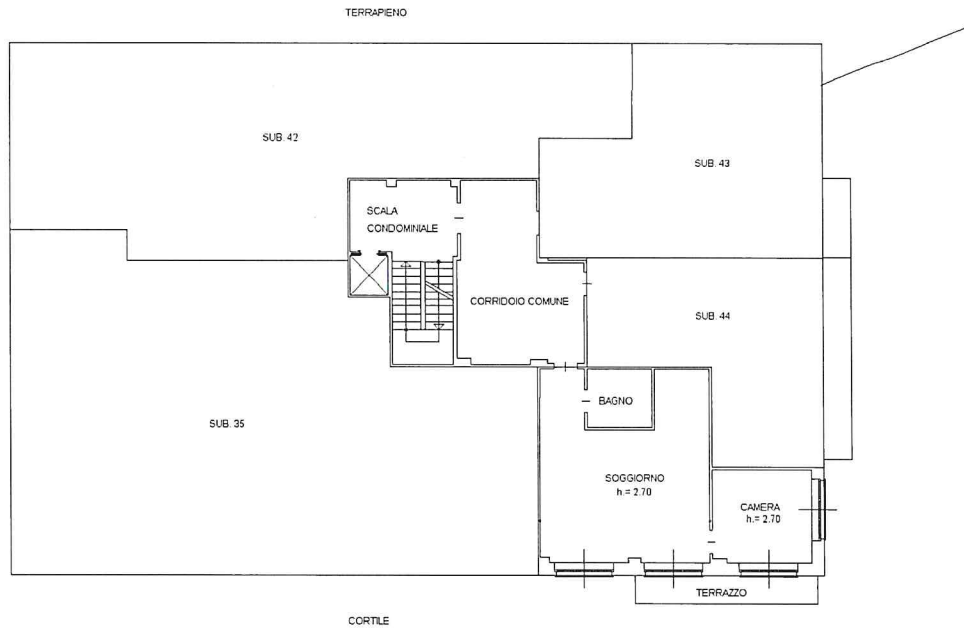 TERRAPIENO
SUB. 42
SUB. 43
SCALA
CONDOMINIALE
CORRIDOIO COMUNE
SUB. 44
BAGNO
SUB. 35
SOGGIORNO
h.= 2.70
CAMERA
h.= 2.70
TERRAZZO
CORTILE